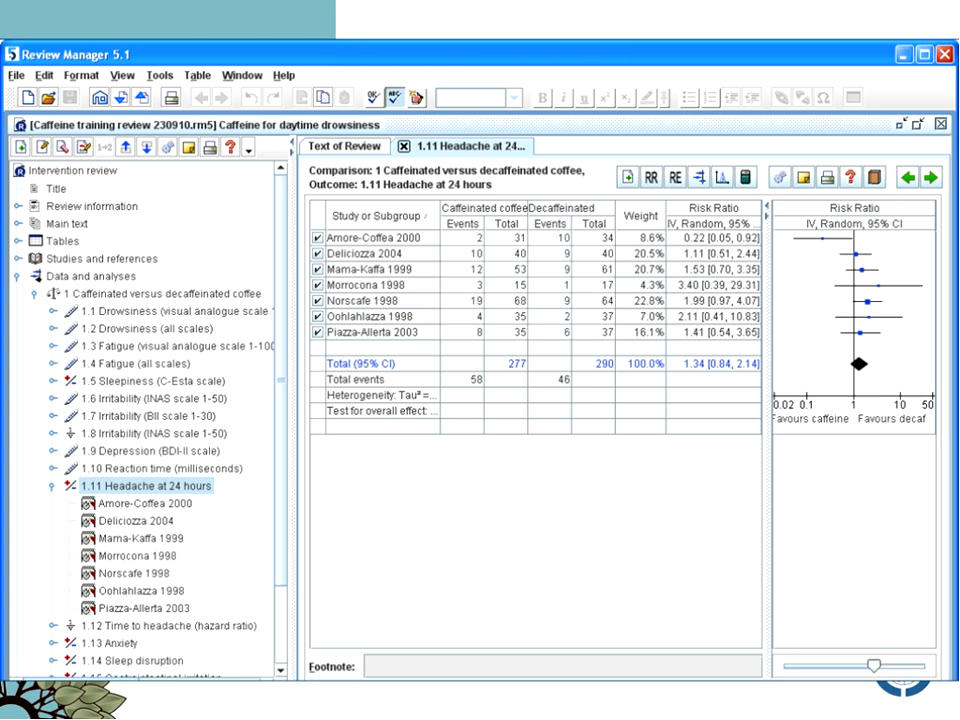 Review Manager 5.1
File Edit Format View Tools Table Window Help
[Caffeine training review 230910.rm5] Caffeine for daytime drowsiness
Intervention review
Title
Review information
Main text
Tables
Studies and references
Data and analyses
1 Caffeinated versus decaffeinated coffee
1.1 Drowsiness (visual analogue scale
1.2 Drowsiness (all scales)
1.3 Fatigue (visual analogue scale 1-100
1.4 Fatigue (all scales)
1.5 Sleepiness (C-Esta scale)
1.6 Irritability (INAS scale 1-50)
1.7 Irritability (BII scale 1-30)
1.8 Irritability (INAS scale 1-50)
1.9 Depression (BDI-II scale)
1.10 Reaction time (milliseconds)
1.11 Headache at 24 hours
Amore-Coffea 2000
Deliciozza 2004
Mama-Kaffa 1999
Morrocona 1998
Norscafe 1998
Oohlahlazza 1998
Piazza-Allerta 2003
1.12 Time to headache (hazard ratio)
1.13 Anxiety
1.14 Sleep disruption
Text of Review 1.11 Headache at 24...
Comparison: 1 Caffeinated versus decaffeinated coffee,
Outcome: 1.11 Headache at 24 hours
RR RE
Study or Subgroup Caffeinated coffee Decaffeinated Weight Risk Ratio Risk Ratio
Events Total Events Total IV, Random, 95% ... IV, Random, 95% CI
Amore-Coffea 2000 2 31 10 34 8.6% 0.22 [0.05, 0.92]
Deliciozza 2004 10 40 9 40 20.5% 1.11 [0.51, 2.44]
Mama-Kaffa 1999 12 53 9 61 20.7% 1.53 [0.70, 3.35]
Morrocona 1998 3 15 1 17 4.3% 3.40 [0.39, 29.31]
Norscafe 1998 19 68 9 64 22.8% 1.99 [0.97, 4.07]
Oohlahlazza 1998 4 35 2 37 7.0% 2.11 [0.41, 10.83]
Piazza-Allerta 2003 8 35 6 37 16.1% 1.41 [0.54, 3.65]
Total (95% CI) 277 290 100.0% 1.34 [0.84, 2.14]
Total events 58 46
Heterogeneity: Tau² =...
Test for overall effect: ...
0.02 0.1 1 10 50
Favours caffeine Favours decaf
Footnote: